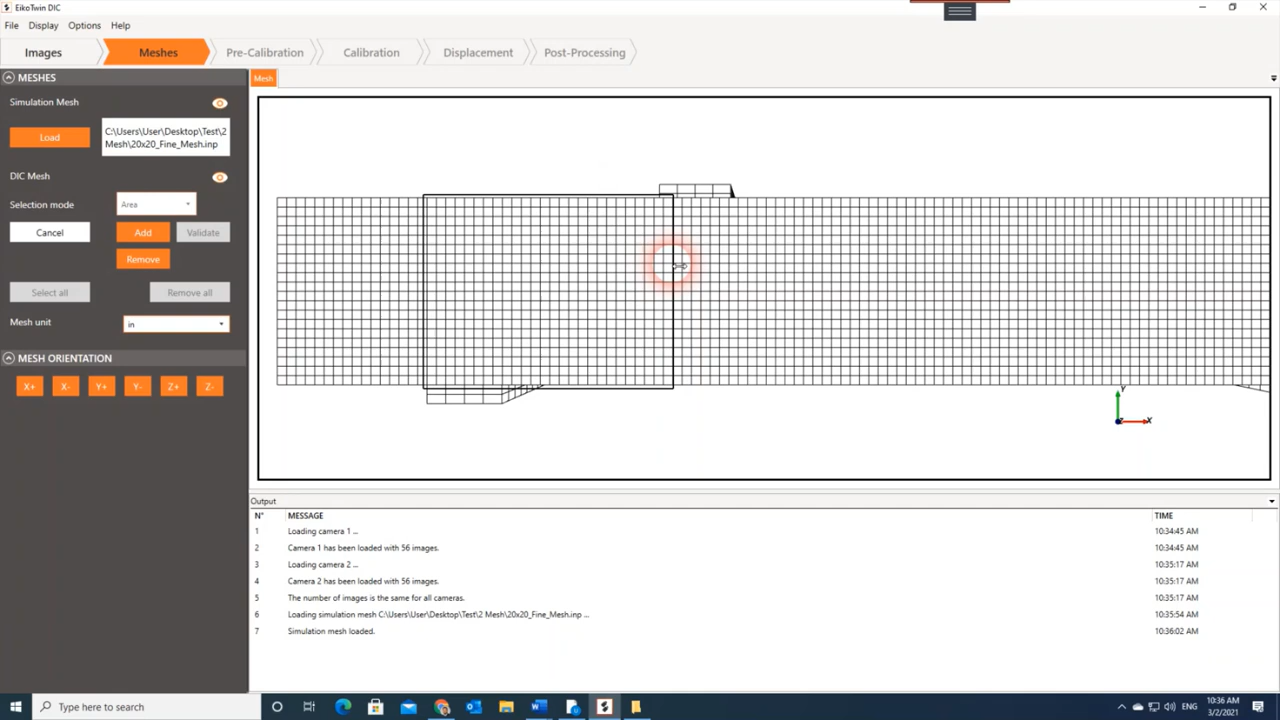 EikoTwin DIC
File Display Options Help
Images Meshes Pre-Calibration Calibration Displacement Post-Processing
MESHES
Mesh
Simulation Mesh
Load
C:\Users\User\Desktop\Test\2
Mesh\20x20_Fine_Mesh.inp
DIC Mesh
Selection mode Area
Cancel Add Validate
Remove
Select all Remove all
Mesh unit in
MESH ORIENTATION
X+ X- Y+ Y- Z+ Z-
Y
X
Output
N° MESSAGE TIME
1 Loading camera 1 ... 10:34:45 AM
2 Camera 1 has been loaded with 56 images. 10:34:45 AM
3 Loading camera 2 ... 10:35:17 AM
4 Camera 2 has been loaded with 56 images. 10:35:17 AM
5 The number of images is the same for all cameras. 10:35:17 AM
6 Loading simulation mesh C:\Users\User\Desktop\Test\2 Mesh\20x20_Fine_Mesh.inp ... 10:35:54 AM
7 Simulation mesh loaded. 10:36:02 AM
Type here to search
ENG
10:36 AM
3/2/2021